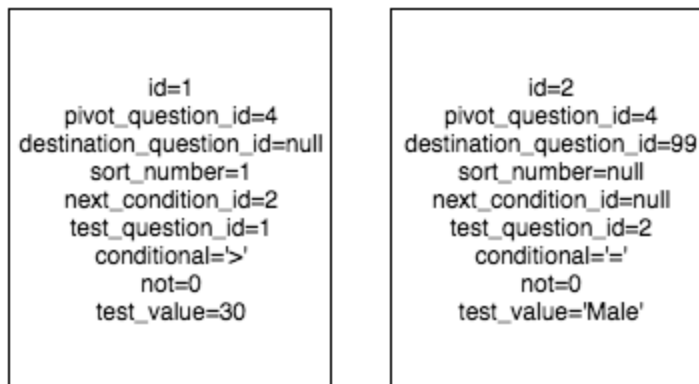 id=1
pivot_question_id=4
destination_question_id=null
sort_number=1
next_condition_id=2
test_question_id=1
conditional='>'
not=0
test_value=30
id=2
pivot_question_id=4
destination_question_id=99
sort_number=null
next_condition_id=null
test_question_id=2
conditional='='
not=0
test_value='Male'